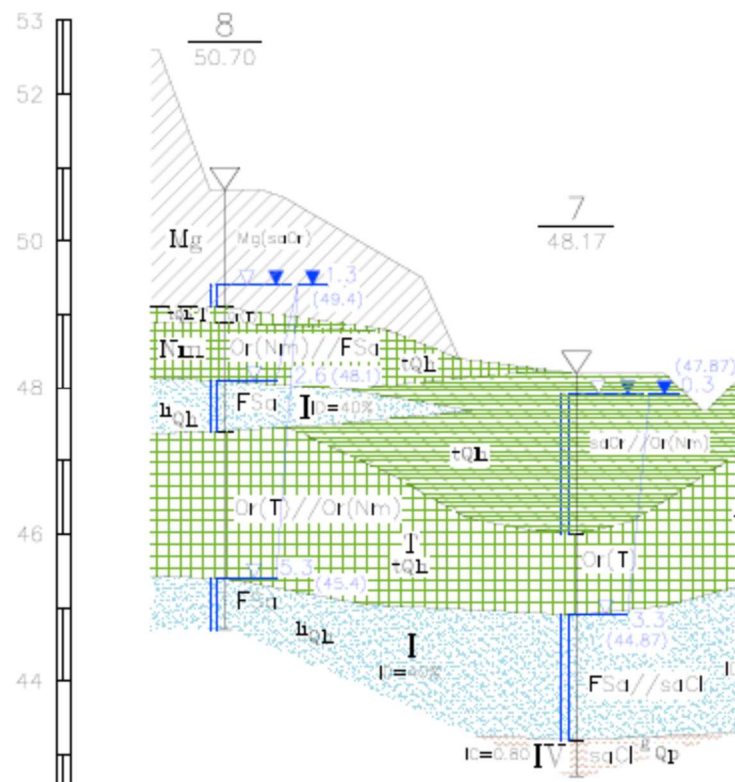 53
8
50.70
52
7
48.17
Mg
Mg(saOr)
50
1.3
(49.4)
Nm
Or(Nm)//FSa
tQh
(47.87)
0.3
48
2.6 (48.1)
FSa
I
ID=40%
hQh
saOr//Or(Nm)
tQh
Or(T)//Or(Nm)
46
T
tQh
Or(T)
5.3
(45.4)
FSa
hQh
3.3
(44.87)
I
ID=40%
44
FSa//saCl
IC=0.80 IV
saCl
g Qp